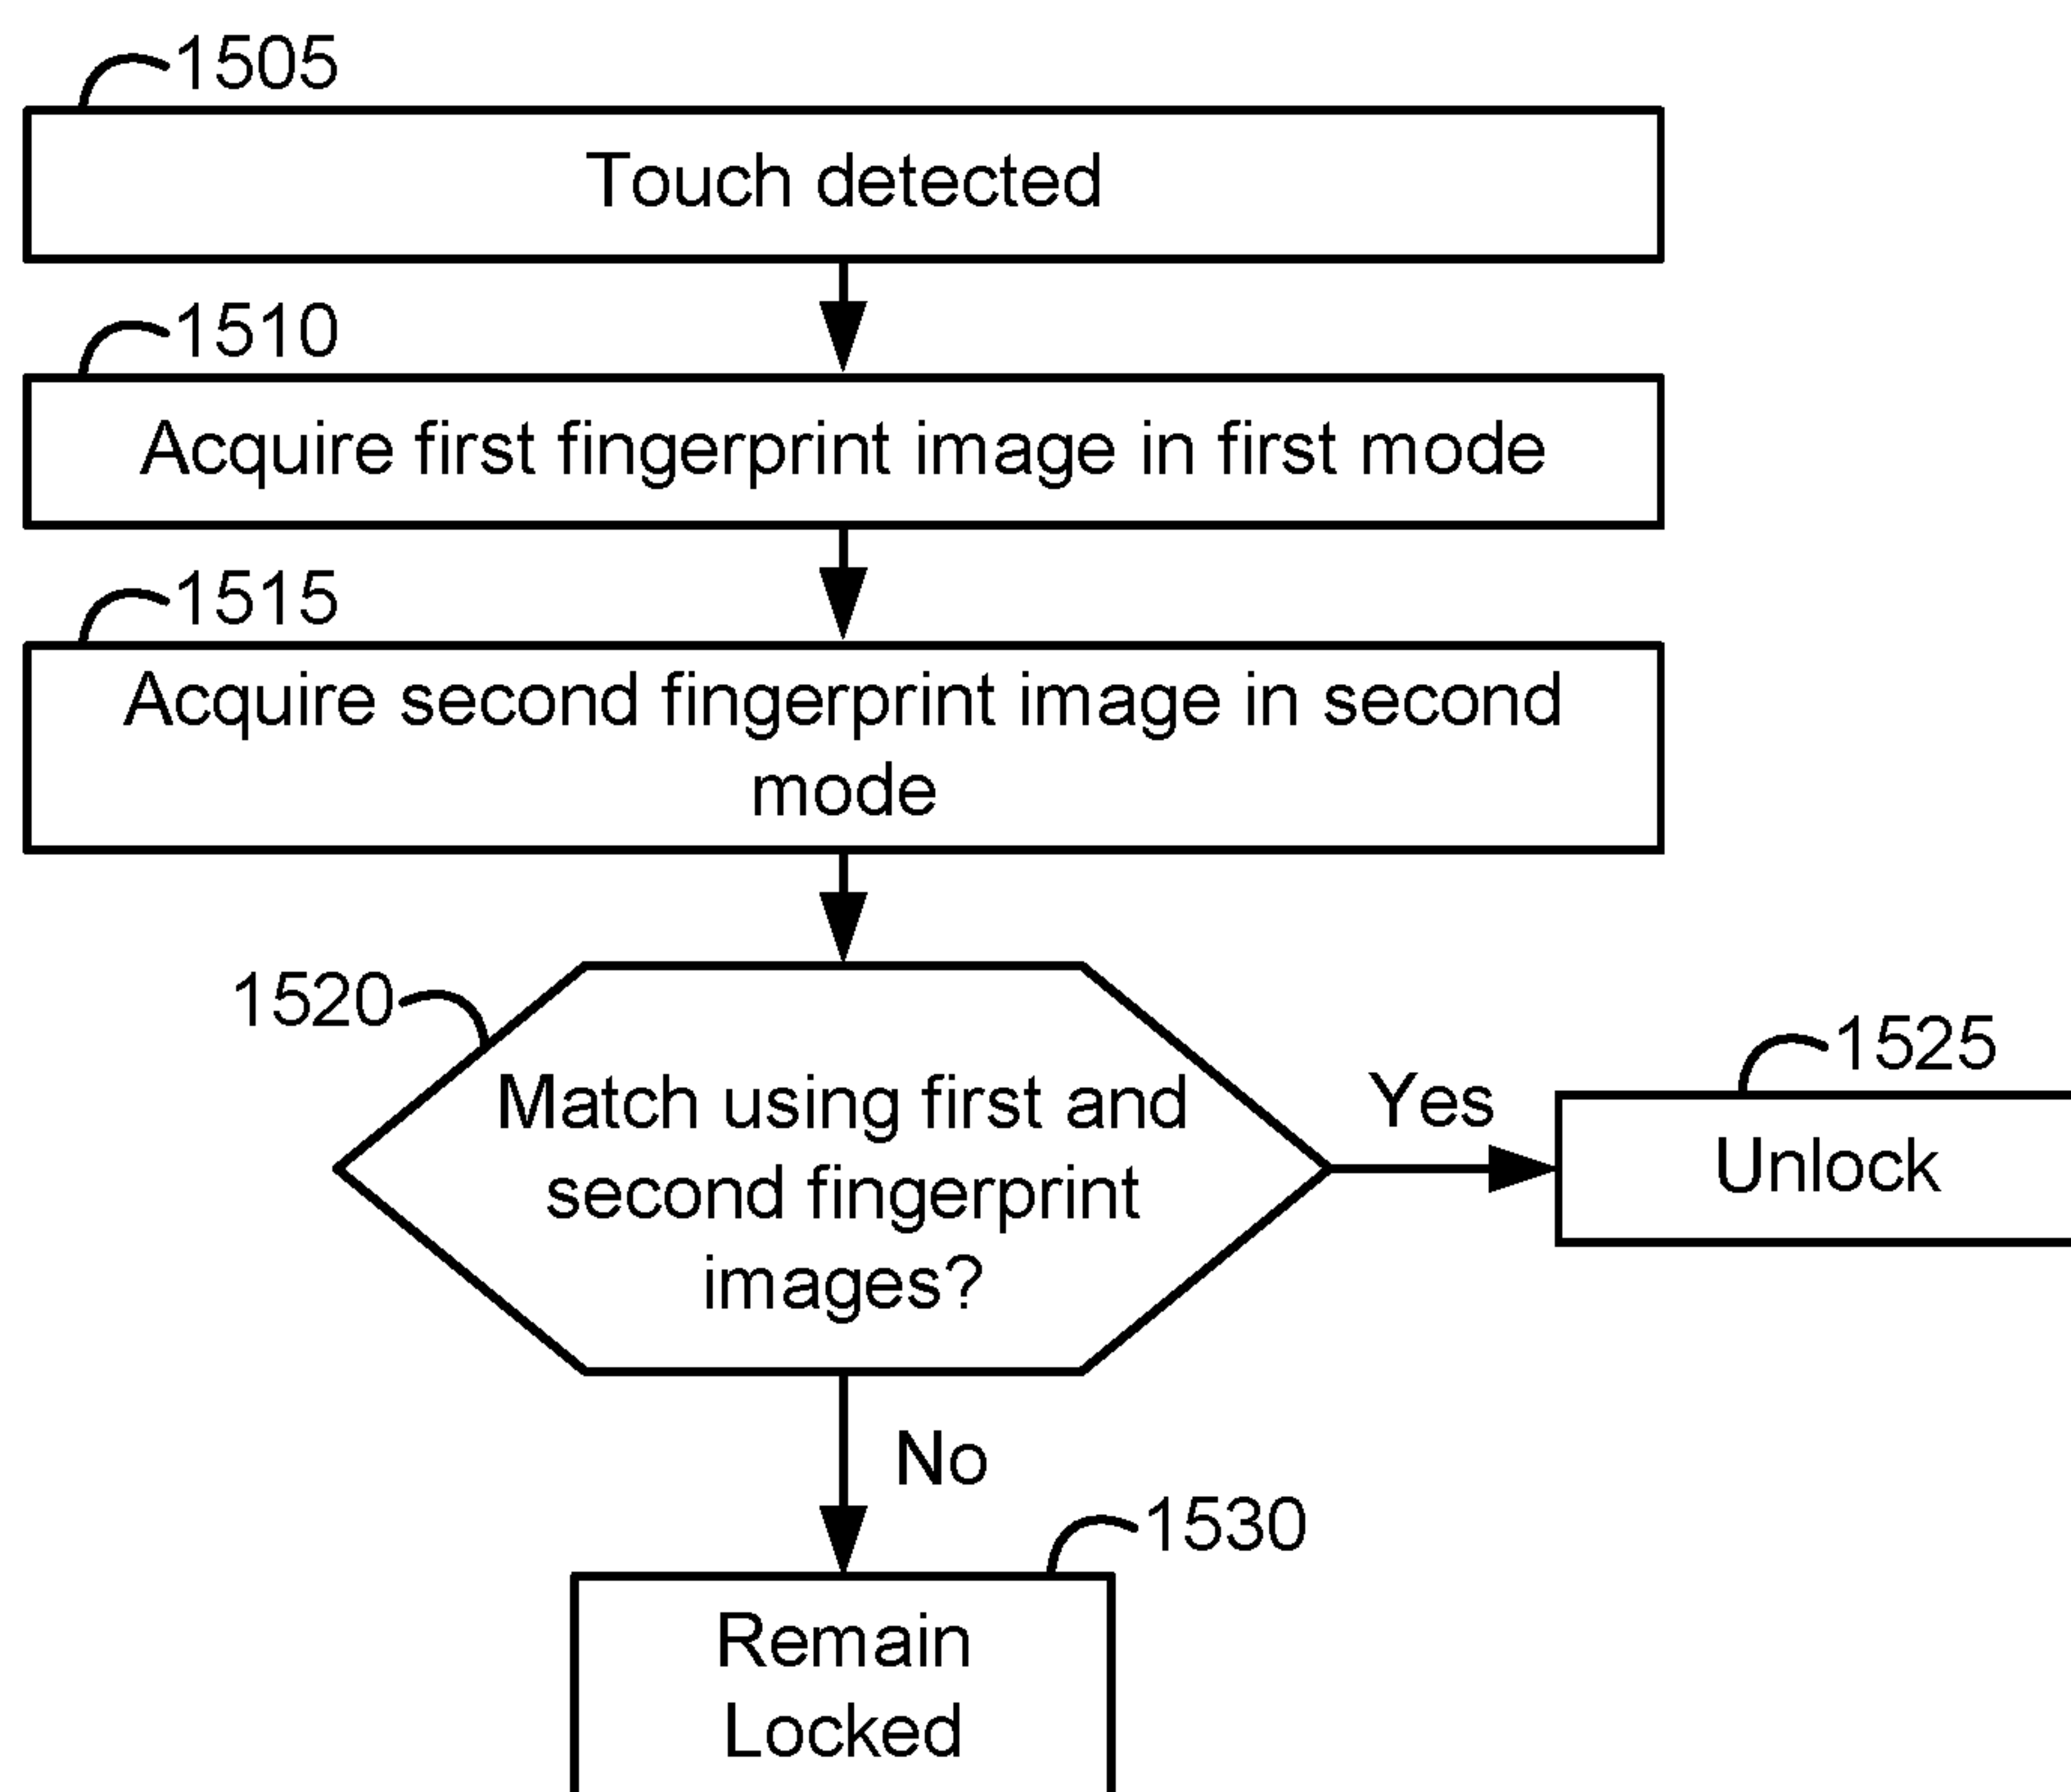 1505
Touch detected
1510
Acquire first fingerprint image in first mode
1515
Acquire second fingerprint image in second
mode
1520
Match using first and
second fingerprint
images?
Yes
1525
Unlock
No
1530
Remain
Locked